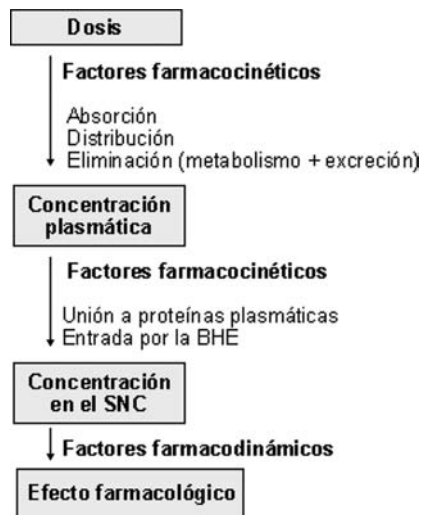 Dosis
Factores farmacocinéticos
Absorción
Distribución
Eliminación (metabolismo + excreción)
Concentración
plasmática
Factores farmacocinéticos
Unión a proteínas plasmáticas
Entrada por la BHE
Concentración
en el SNC
Factores farmacodinámicos
Efecto farmacológico